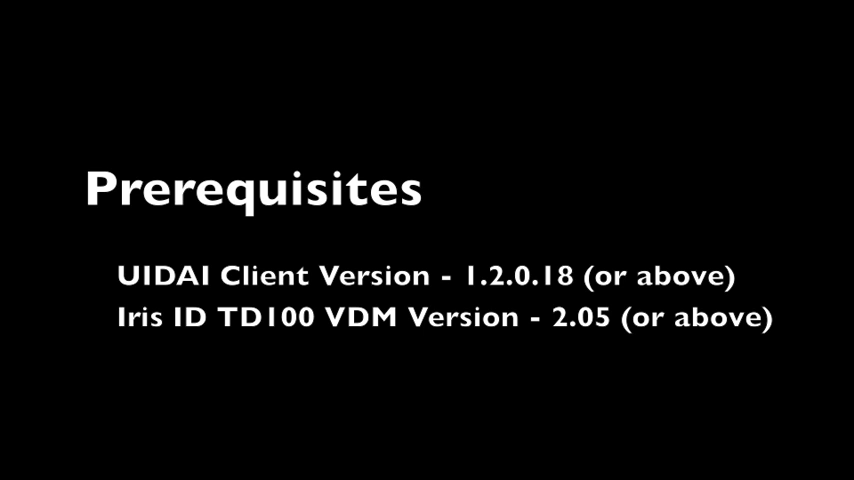 Prerequisites
UIDAI Client Version - 1.2.0.18 (or above)
Iris ID TD100 VDM Version - 2.05 (or above)